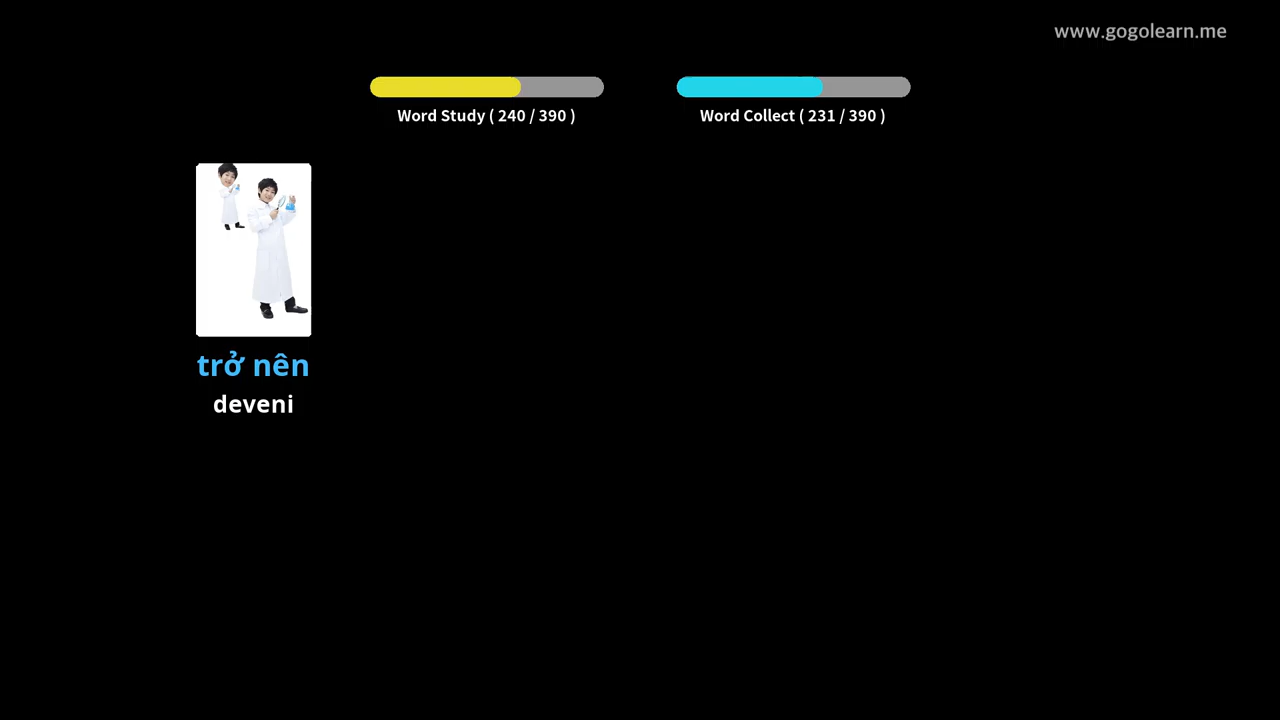 www.gogolearn.me
Word Study ( 240 / 390 )
Word Collect ( 231 / 390 )
trở nên
deveni